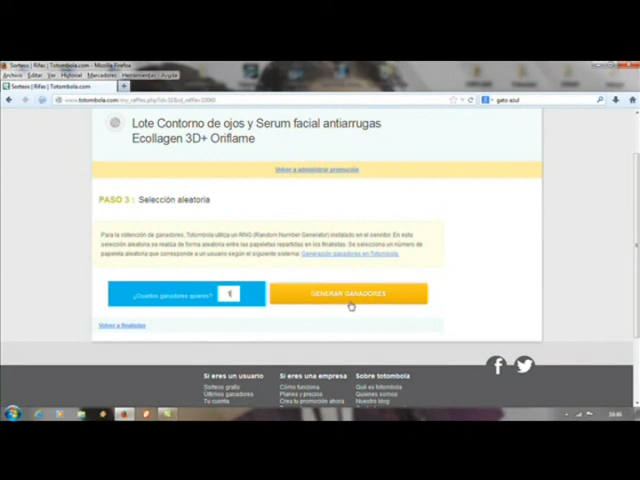 Sorteos | Rifas | Totombola.com - Mozilla Firefox
Archivo Editar Ver Historial Marcadores Herramientas Ayuda
Sorteos | Rifas | Totombola.com
www.totombola.com
gato azul
Lote Contorno de ojos y Serum facial antiarrugas
Ecollagen 3D+ Oriflame
Volver a administrar promoción
PASO 3 : Selección aleatoria
Para la obtención de ganadores, Totombola utiliza un RNG (Random Number Generator) instalado en el servidor. En esta
selección aleatoria se realiza de forma aleatoria entre las papeletas repartidas en los finalistas. Se selecciona un número de
papeleta aleatoria que corresponde a un usuario según el siguiente sistema: Generación ganadores en Totombola.
¿Cuántos ganadores quieres? 1
GENERAR GANADORES
Volver a finalistas
Si eres un usuario
Sorteos gratis
Últimos ganadores
Tu cuenta
Si eres una empresa
Cómo funciona
Planes y precios
Crea tu promoción ahora
Sobre totombola
Qué es totombola
Quienes somos
Nuestro blog